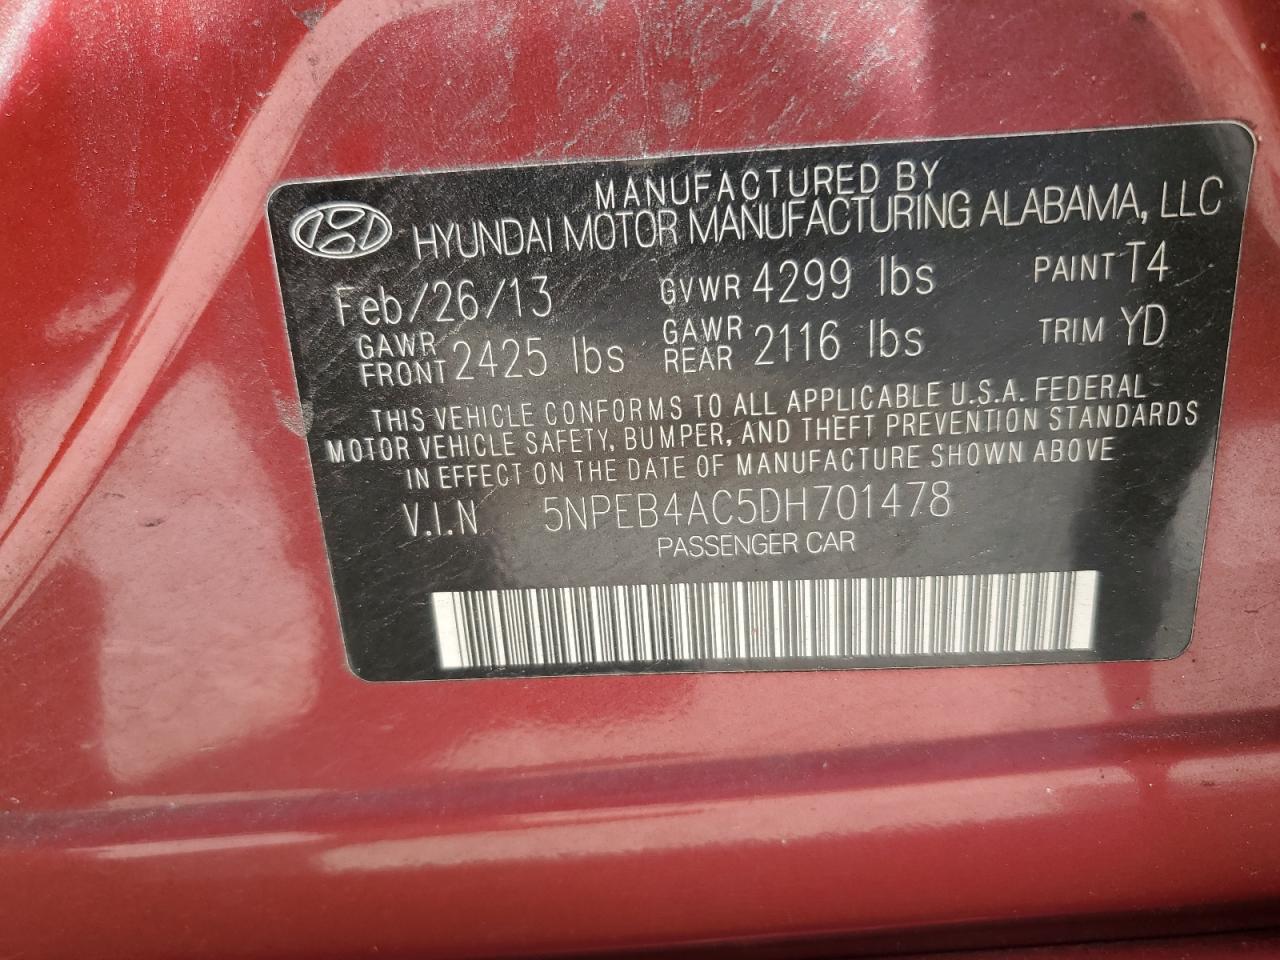 MANUFACTURED BY
HYUNDAI MOTOR MANUFACTURING ALABAMA, LLC
Feb/26/13 GVWR 4299 lbs PAINT T4
GAWR FRONT 2425 lbs GAWR REAR 2116 lbs TRIM YD
THIS VEHICLE CONFORMS TO ALL APPLICABLE U.S.A. FEDERAL
MOTOR VEHICLE SAFETY, BUMPER, AND THEFT PREVENTION STANDARDS
IN EFFECT ON THE DATE OF MANUFACTURE SHOWN ABOVE
V.I.N 5NPEB4AC5DH701478
PASSENGER CAR